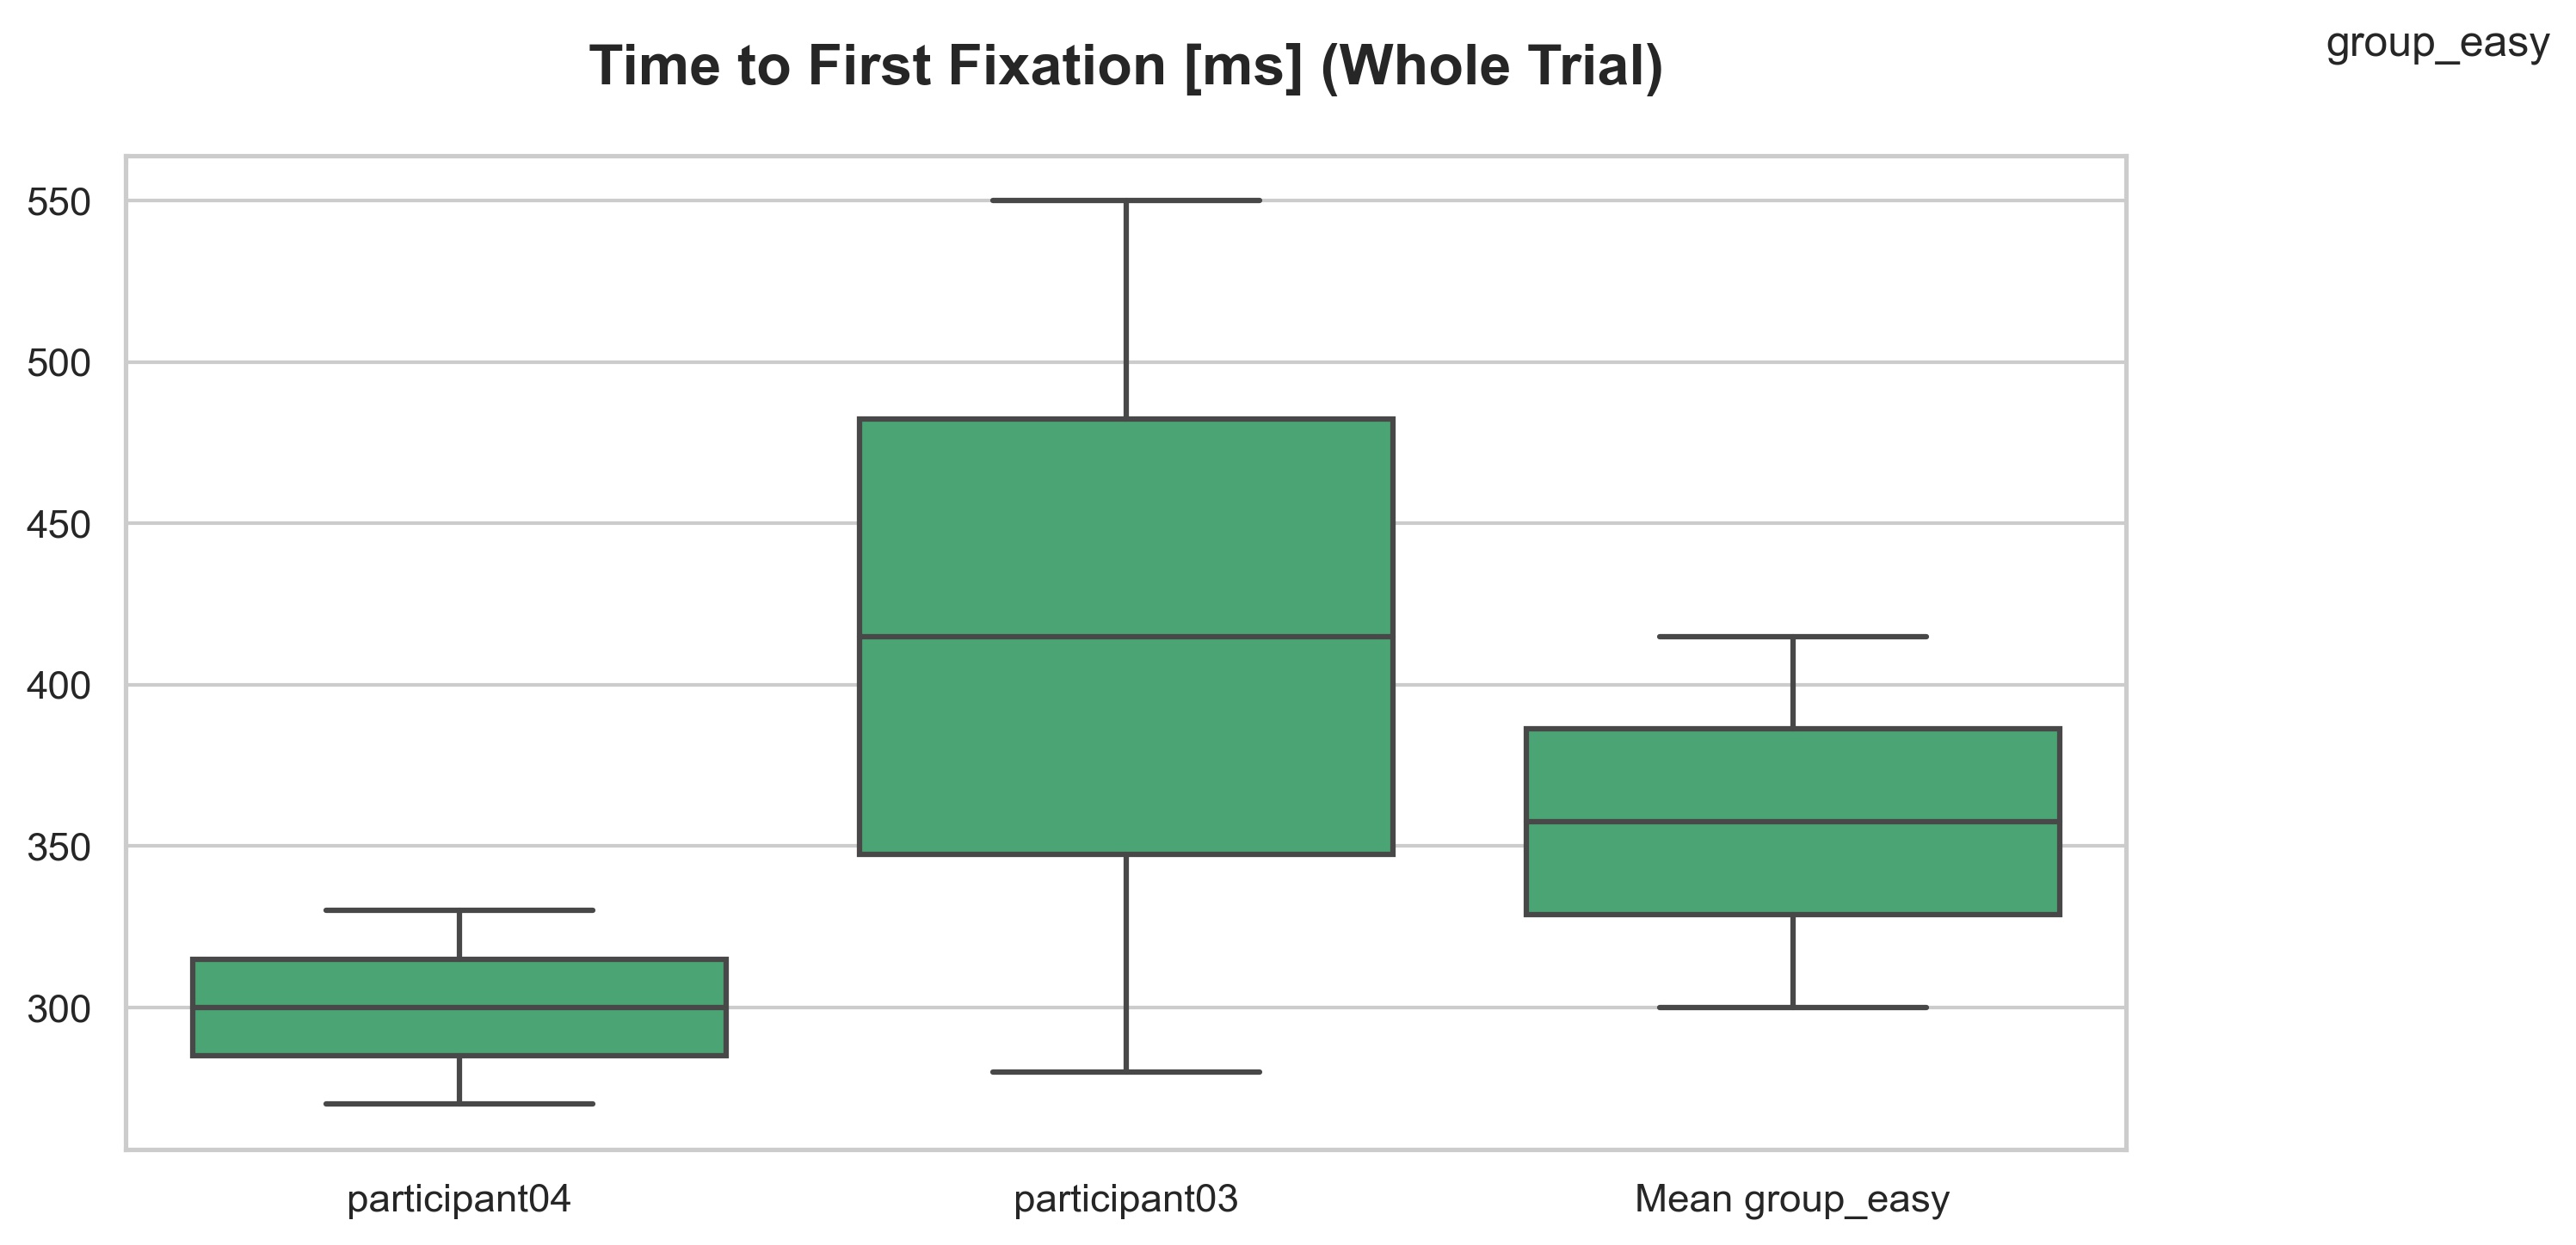 group_easy
Time to First Fixation [ms] (Whole Trial)
550
500
450
400
350
300
participant04
participant03
Mean group_easy